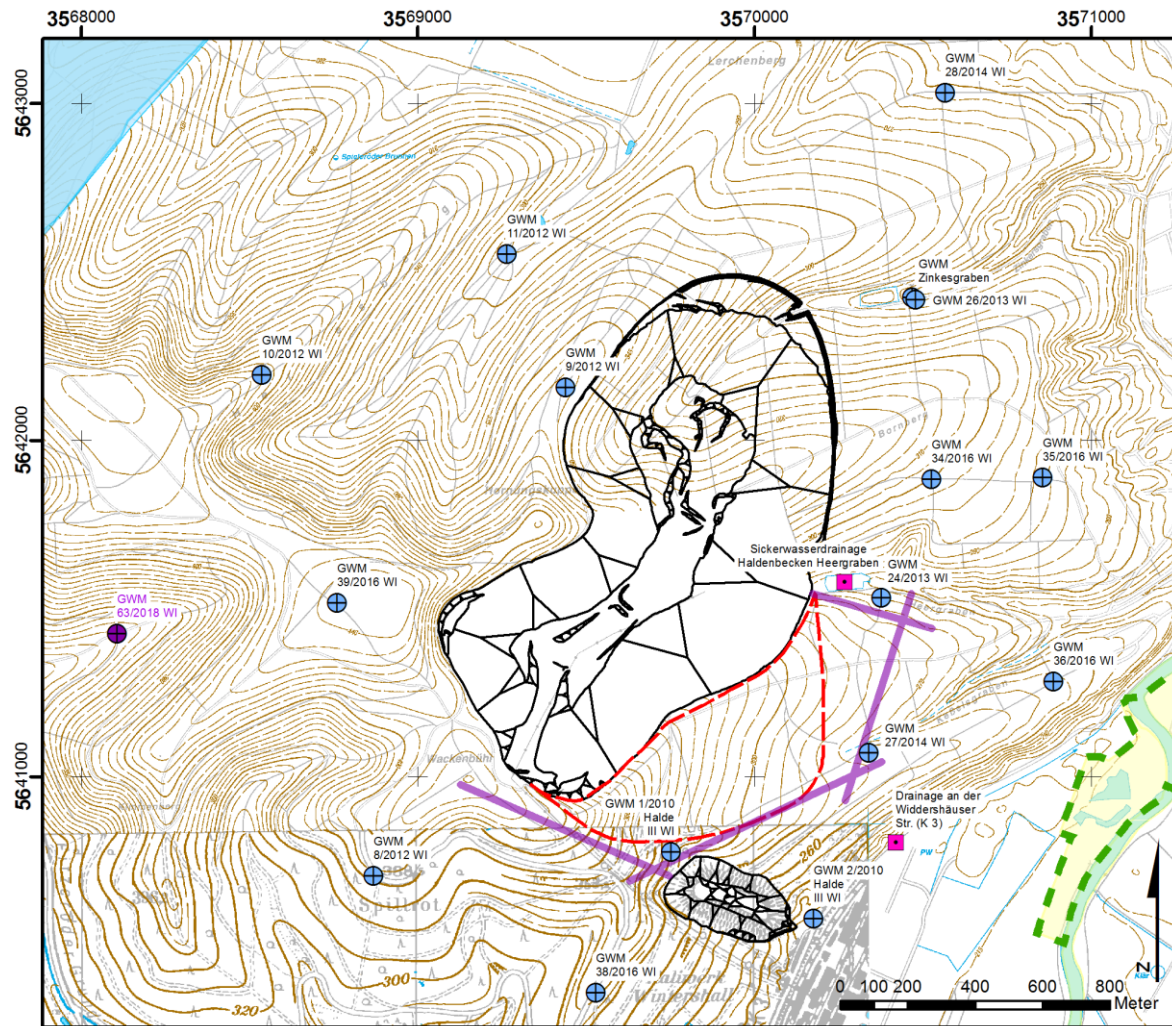 3568000
3569000
3570000
3571000
5643000
5642000
5641000
Lerchenberg
GWM
28/2014 WI
Spieleröder Brunnen
GWM
11/2012 WI
GWM
Zinkesgraben
GWM 26/2013 WI
GWM
10/2012 WI
GWM
9/2012 WI
Bornberg
GWM
34/2016 WI
GWM
35/2016 WI
Sickerwasserdrainage
Haldenbecken Heergraben
GWM
24/2013 WI
Heergraben
GWM
39/2016 WI
GWM
63/2018 WI
GWM
36/2016 WI
GWM
27/2014 WI
Wackenbühl
GWM 1/2010
Halde
III WI
Drainage an der
Widdershäuser
Str. (K 3)
260
PW
GWM
8/2012 WI
Spillrot
GWM 2/2010
Halde
III WI
GWM
38/2016 WI
Wintershall
300
320
N
Klär
0 100 200 400 600 800
Meter